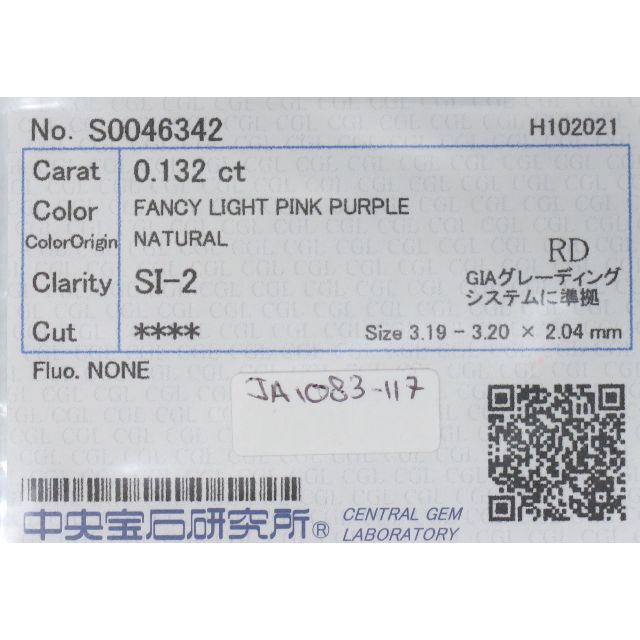 No. S0046342 H102021
Carat 0.132 ct
Color FANCY LIGHT PINK PURPLE
ColorOrigin NATURAL
RD
Clarity SI-2 GIAグレーディング
システムに準拠
Cut **** Size 3.19 - 3.20 × 2.04 mm
Fluo. NONE
JA1083-117
中央宝石研究所® CENTRAL GEM
LABORATORY